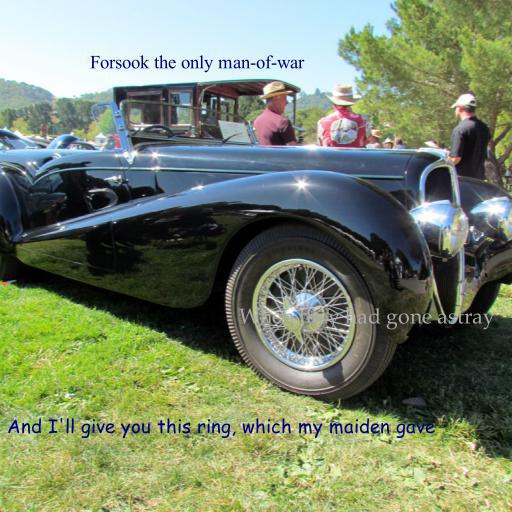 Forsook the only man-of-war
gone astray
And I'll give you this ring, which my maiden gave